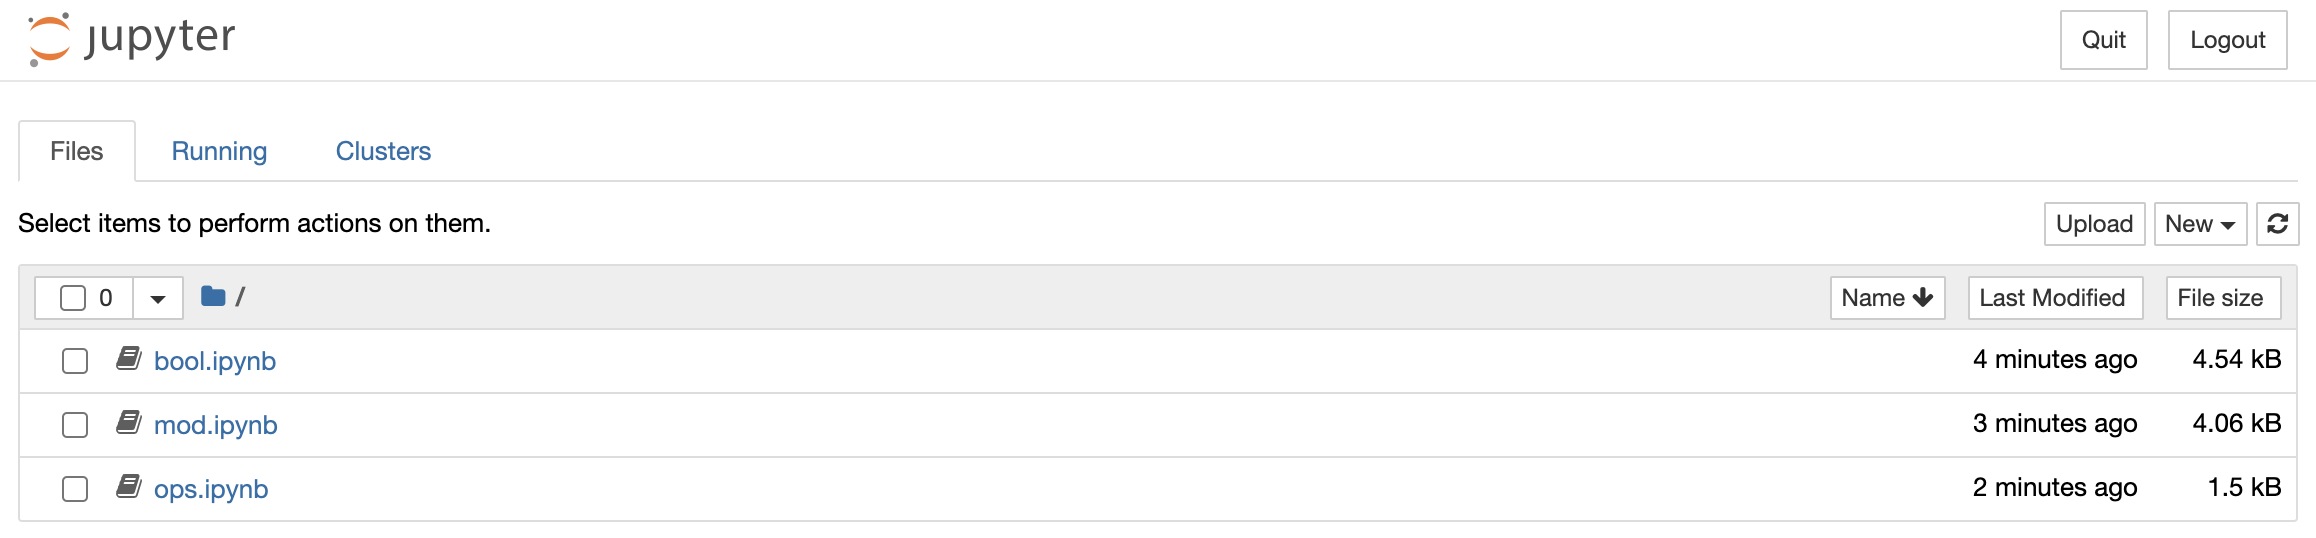 jupyter Quit Logout
Files Running Clusters
Select items to perform actions on them. Upload New
0 / Name Last Modified File size
bool.ipynb 4 minutes ago 4.54 kB
mod.ipynb 3 minutes ago 4.06 kB
ops.ipynb 2 minutes ago 1.5 kB